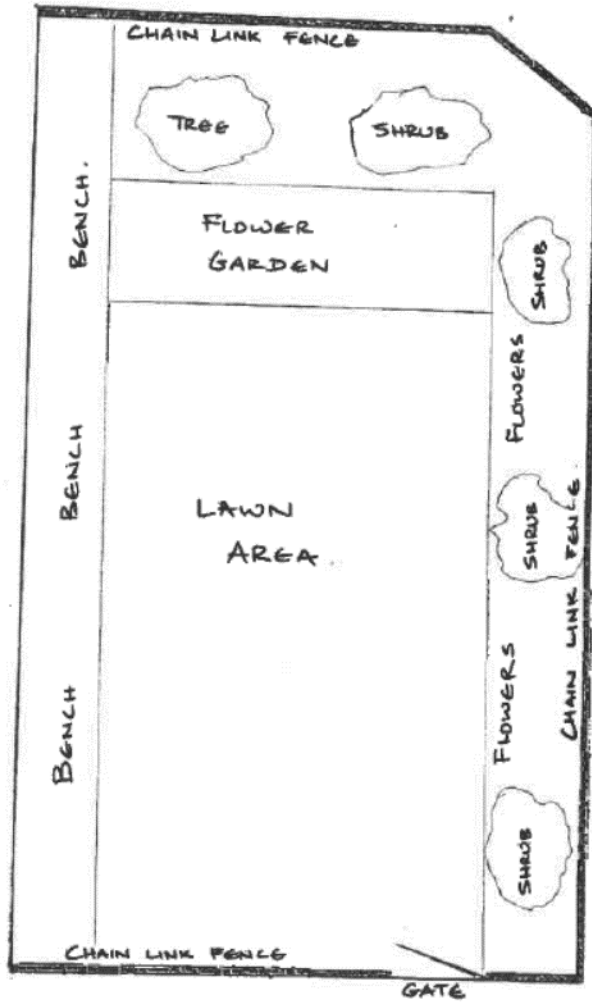 CHAIN LINK FENCE
TREE
SHRUB
BENCH.
FLOWER
GARDEN
SHRUB
FLOWERS
BENCH
LAWN
AREA
SHRUB
CHAIN LINK FENCE.
FLOWERS
BENCH
SHRUB
CHAIN LINK FENCE
GATE